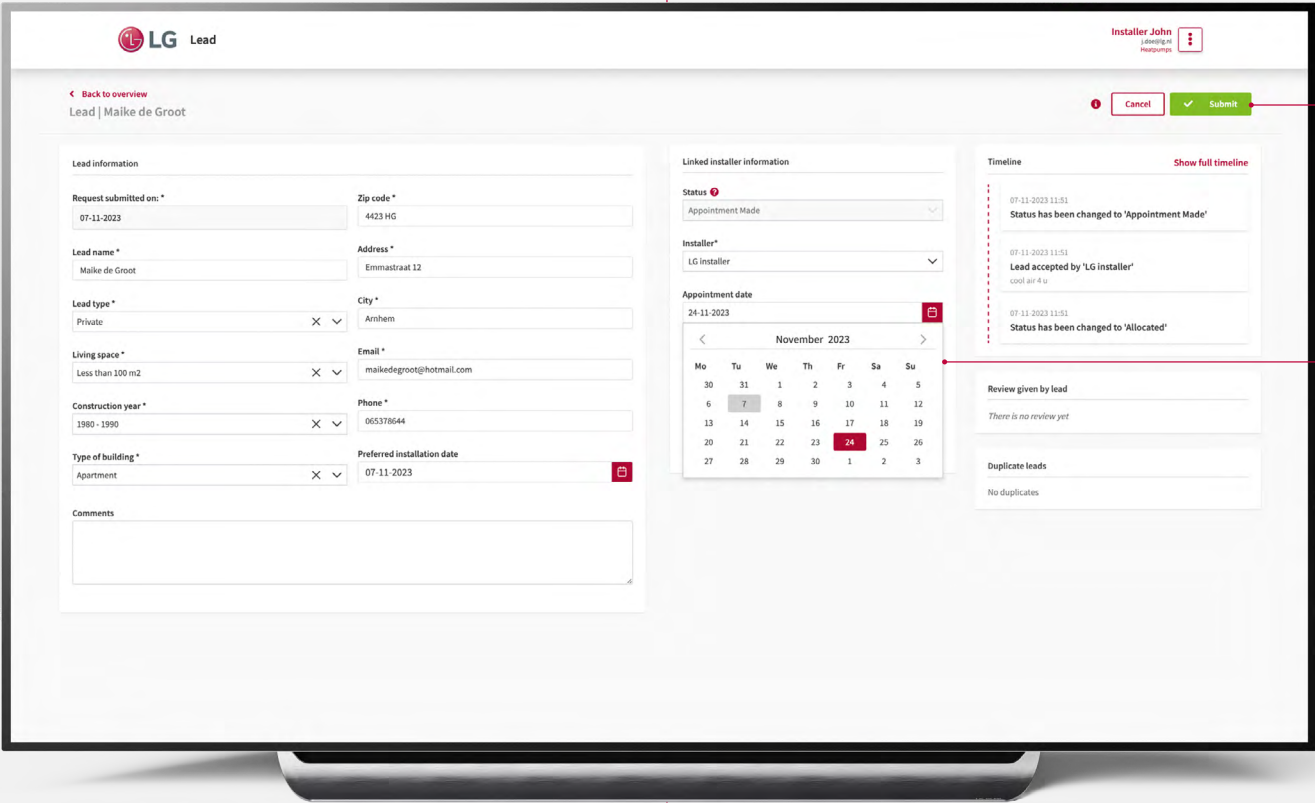 LG Lead
Installer John
j.doe@lg.nl
Heatpumps
Back to overview
Lead | Maike de Groot
Cancel
Submit
Lead information
Request submitted on: *
07-11-2023
Zip code *
4423 HG
Lead name *
Maike de Groot
Address *
Emmastraat 12
Lead type *
Private
City *
Arnhem
Living space *
Less than 100 m2
Email *
maikedegroot@hotmail.com
Construction year *
1980 - 1990
Phone *
065378644
Type of building *
Apartment
Preferred installation date
07-11-2023
Comments
Linked installer information
Status ?
Appointment Made
Installer*
LG installer
Appointment date
24-11-2023
November 2023
Mo Tu We Th Fr Sa Su
30 31 1 2 3 4 5
6 7 8 9 10 11 12
13 14 15 16 17 18 19
20 21 22 23 24 25 26
27 28 29 30 1 2 3
Timeline
Show full timeline
07-11-2023 11:51
Status has been changed to 'Appointment Made'
07-11-2023 11:51
Lead accepted by 'LG installer'
cool air 4 u
07-11-2023 11:51
Status has been changed to 'Allocated'
Review given by lead
There is no review yet
Duplicate leads
No duplicates